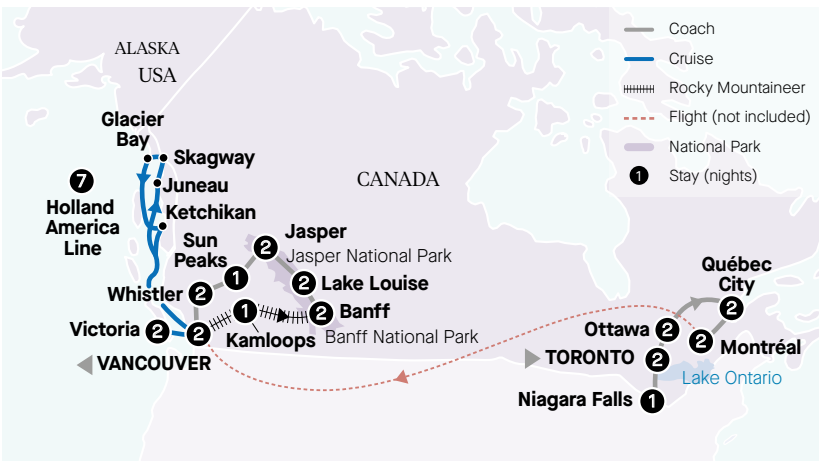 ALASKA
USA
Glacier
Bay
Skagway
7
Juneau
Holland
America
Line
Ketchikan
CANADA
Sun
Peaks
1
2
Jasper
Jasper National Park
2
Lake Louise
Whistler
2
1
2
Banff
Victoria
2
2
Kamloops
Banff National Park
VANCOUVER
Coach
Cruise
Rocky Mountaineer
Flight (not included)
National Park
1
Stay (nights)
Québec
City
2
Ottawa
2
2
Montréal
TORONTO
2
Lake Ontario
Niagara Falls
1